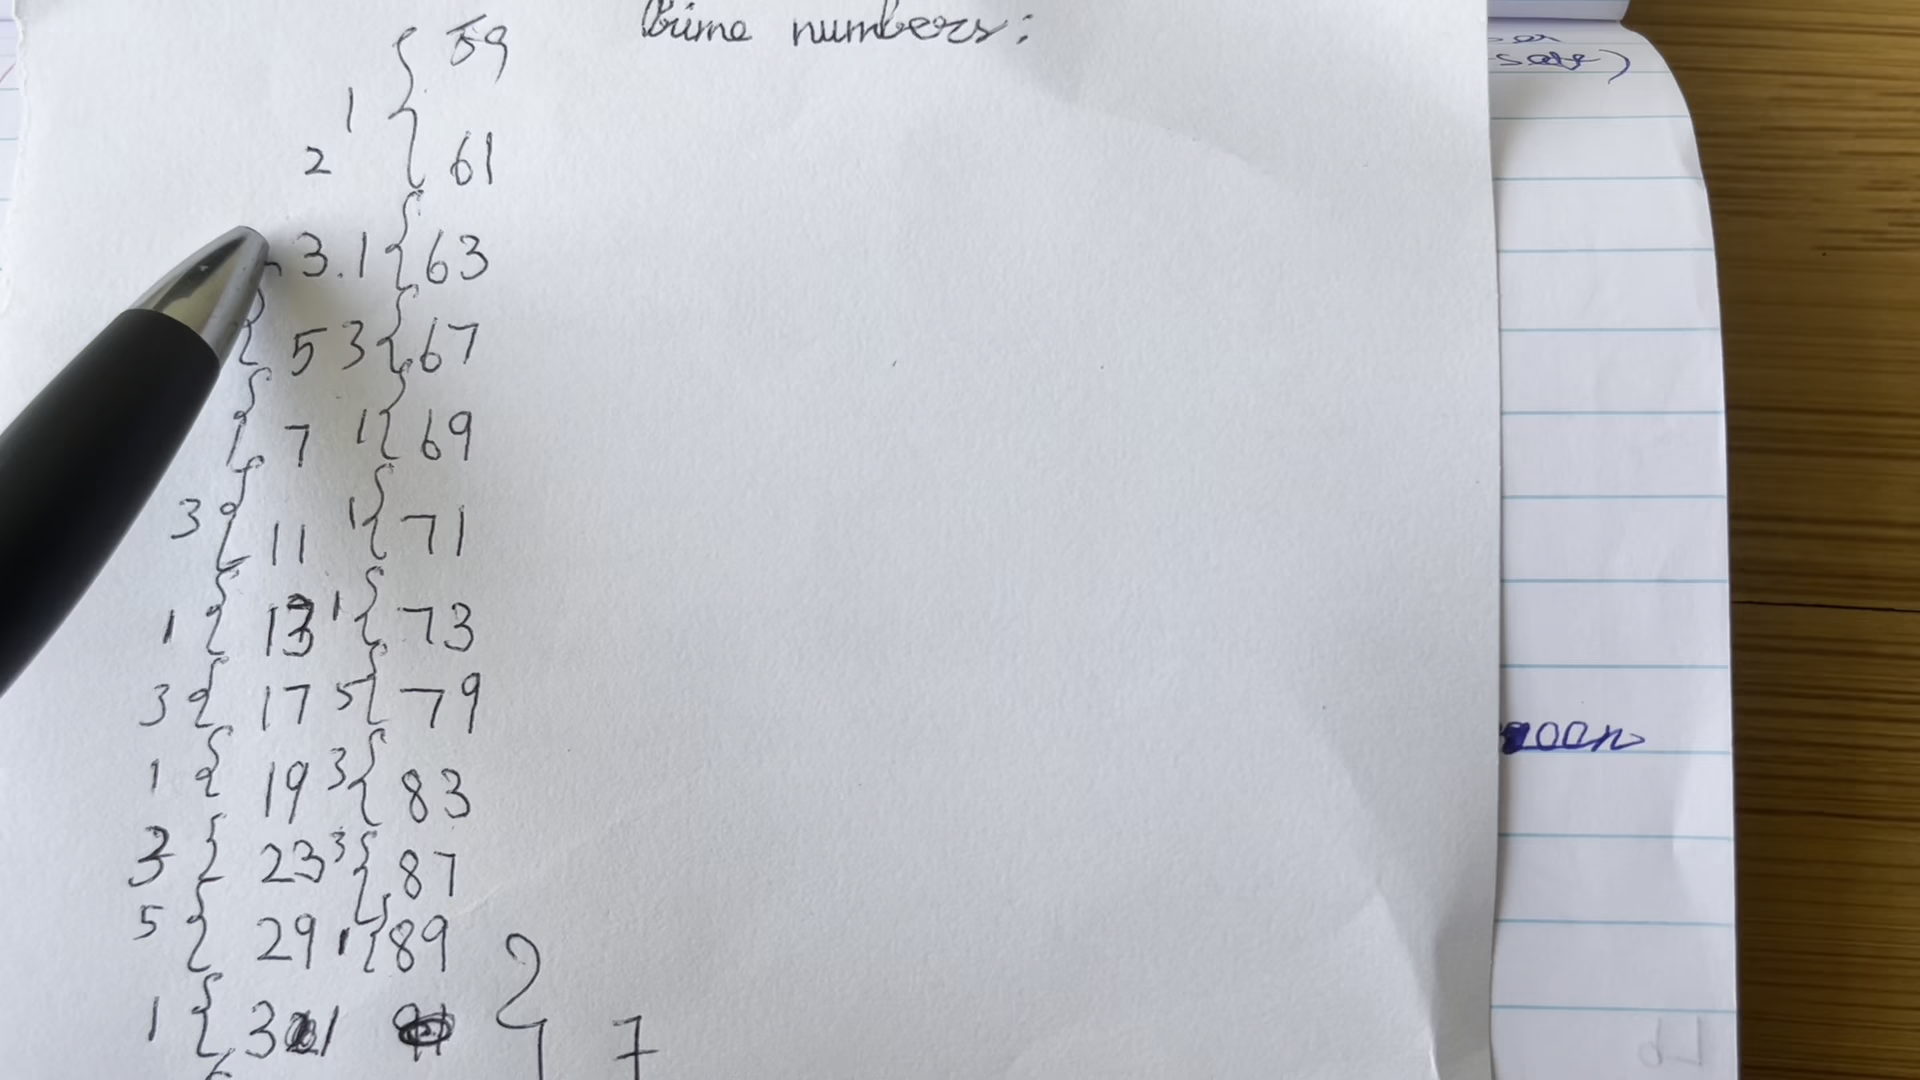 Prime numbers:
59
1
2 61
3 . 1 63
5 3 67
7 1 69
3 11 1 71
1 13 1 73
3 17 5 79
1 19 3 83
3 23 3 87
5 29 1 89
1 31
7